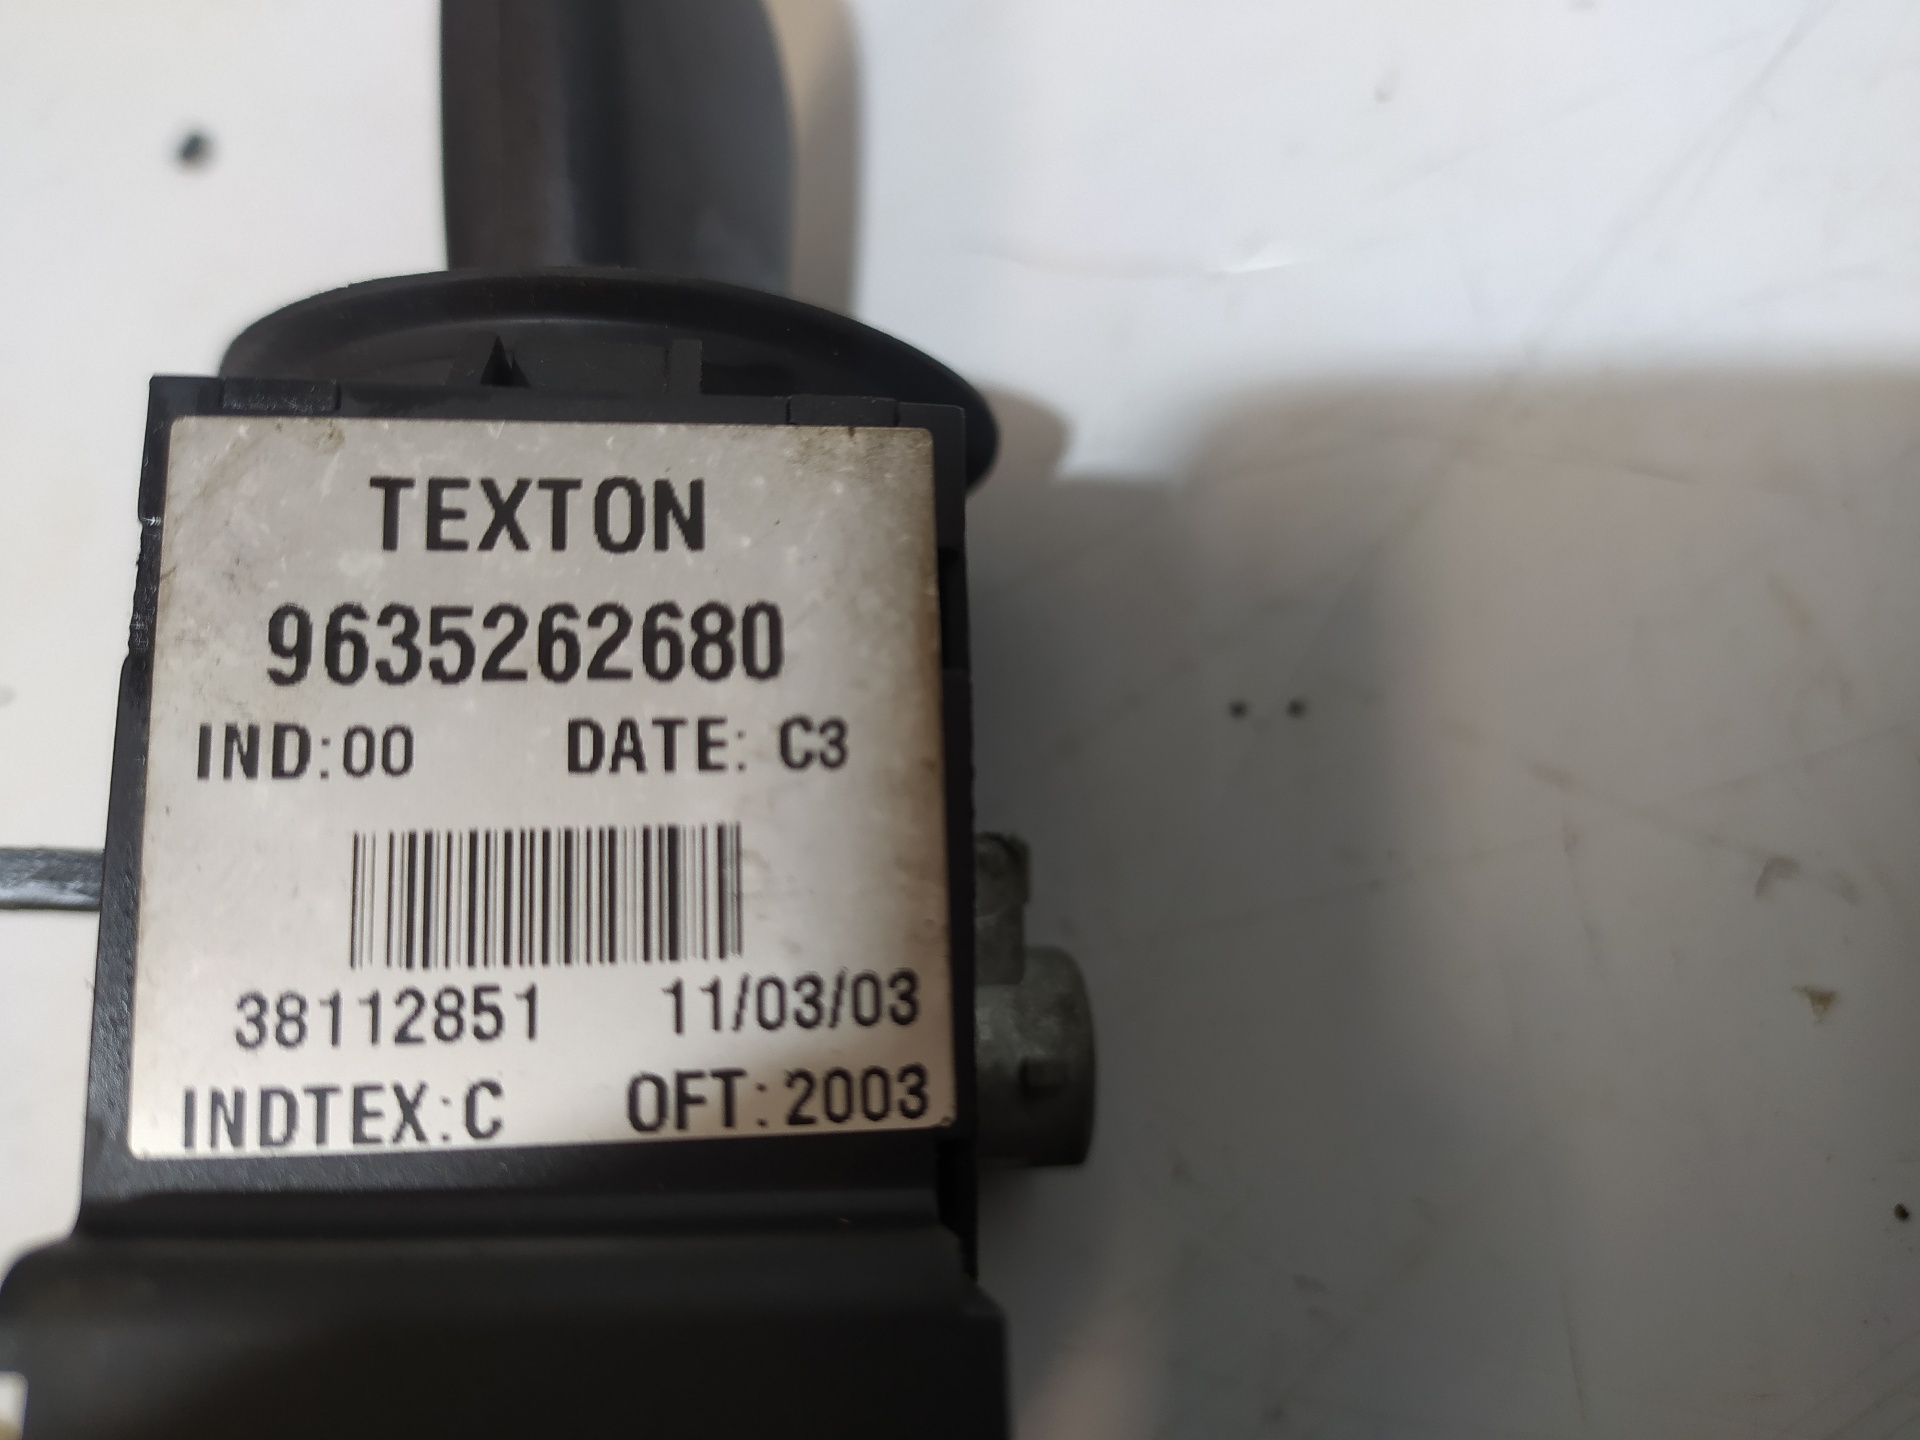 TEXTON
9635262680
IND:00 DATE: C3
38112851 11/03/03
INDTEX:C OFT:2003